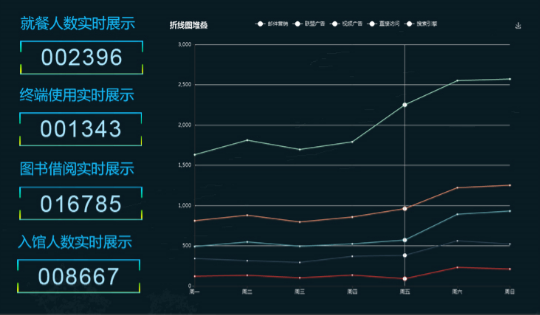 就餐人数实时展示
002396
终端使用实时展示
001343
图书借阅实时展示
016785
入馆人数实时展示
008667
折线图堆叠
邮件营销 联盟广告 视频广告 直接访问 搜索引擎
3,000
2,500
2,000
1,500
1,000
500
0
周一 周二 周三 周四 周五 周六 周日